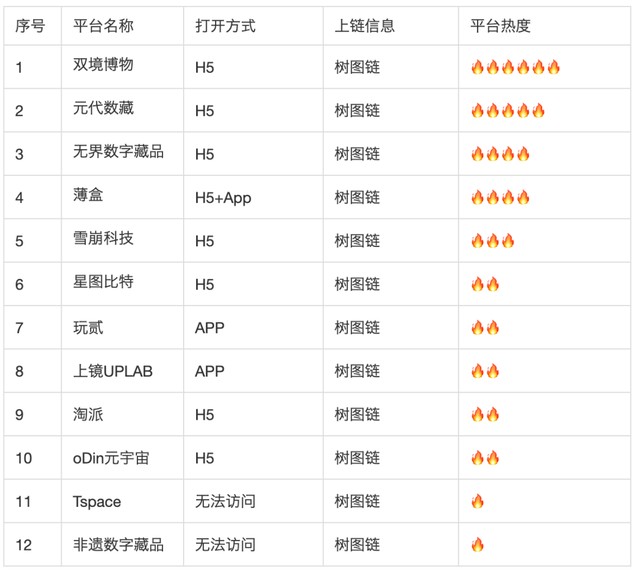 序号 平台名称 打开方式 上链信息 平台热度
1 双境博物 H5 树图链 🔥🔥🔥🔥🔥🔥
2 元代数藏 H5 树图链 🔥🔥🔥🔥🔥
3 无界数字藏品 H5 树图链 🔥🔥🔥🔥
4 薄盒 H5+App 树图链 🔥🔥🔥🔥
5 雪崩科技 H5 树图链 🔥🔥🔥
6 星图比特 H5 树图链 🔥🔥
7 玩贰 APP 树图链 🔥🔥
8 上镜UPLAB APP 树图链 🔥🔥
9 淘派 H5 树图链 🔥🔥
10 oDin元宇宙 H5 树图链 🔥🔥
11 Tspace 无法访问 树图链 🔥
12 非遗数字藏品 无法访问 树图链 🔥